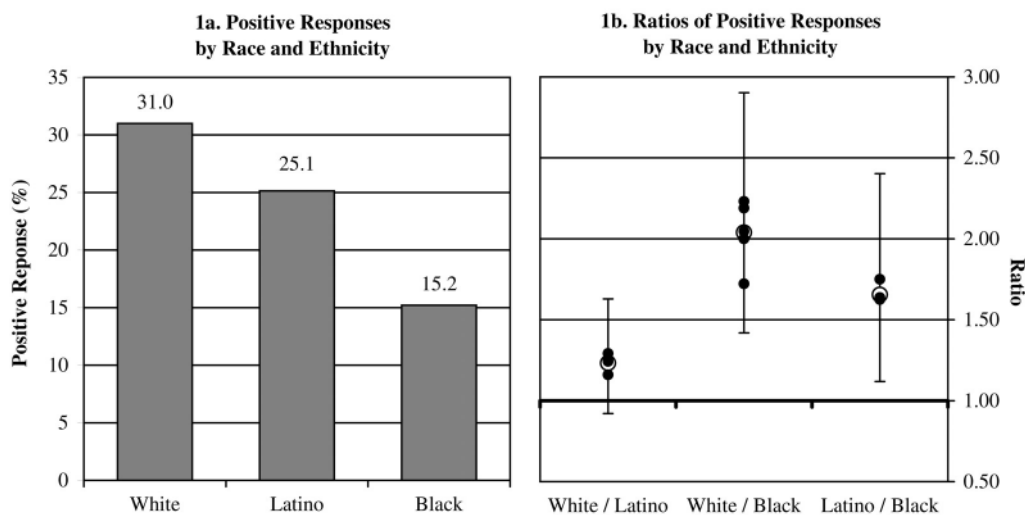 1a. Positive Responses
by Race and Ethnicity
Positive Reponse (%)
35
30
25
20
15
10
5
0
31.0
25.1
15.2
White
Latino
Black
1b. Ratios of Positive Responses
by Race and Ethnicity
3.00
2.50
2.00
1.50
1.00
0.50
Ratio
White / Latino
White / Black
Latino / Black